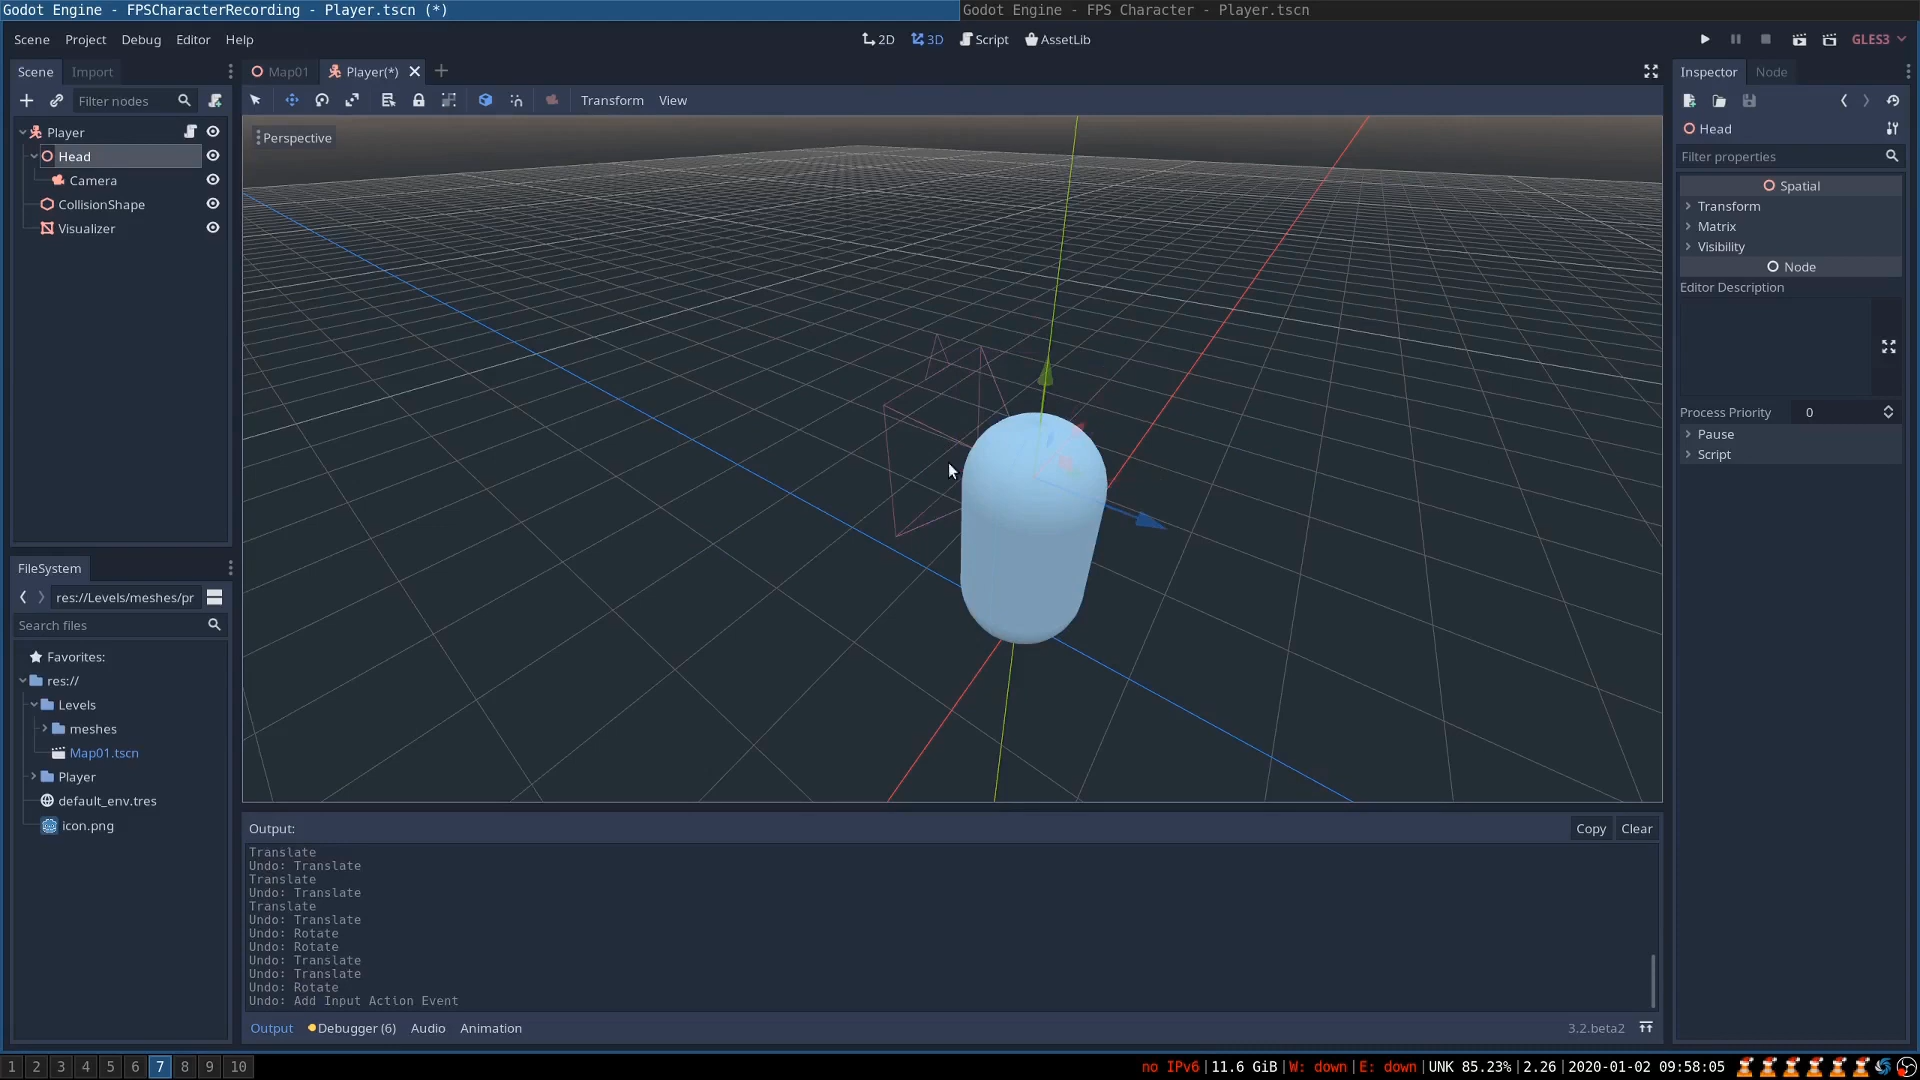 Godot Engine - FPSCharacterRecording - Player.tscn (*)
Godot Engine - FPS Character - Player.tscn
Scene Project Debug Editor Help
2D 3D Script AssetLib
GLES3
Scene Import
Map01 Player(*)
Inspector Node
Filter nodes
Transform View
Player
Head
Camera
CollisionShape
Visualizer
Perspective
Head
Filter properties
Spatial
Transform
Matrix
Visibility
Node
Editor Description
Process Priority 0
Pause
Script
FileSystem
res://Levels/meshes/pr
Search files
Favorites:
res://
Levels
meshes
Map01.tscn
Player
default_env.tres
icon.png
Output:
Copy Clear
Translate
Undo: Translate
Translate
Undo: Translate
Translate
Undo: Translate
Undo: Rotate
Undo: Rotate
Undo: Translate
Undo: Translate
Undo: Rotate
Undo: Add Input Action Event
Output Debugger (6) Audio Animation
3.2.beta2
1 2 3 4 5 6 7 8 9 10
no IPv6|11.6 GiB|W: down|E: down|UNK 85.23%|2.26|2020-01-02 09:58:05